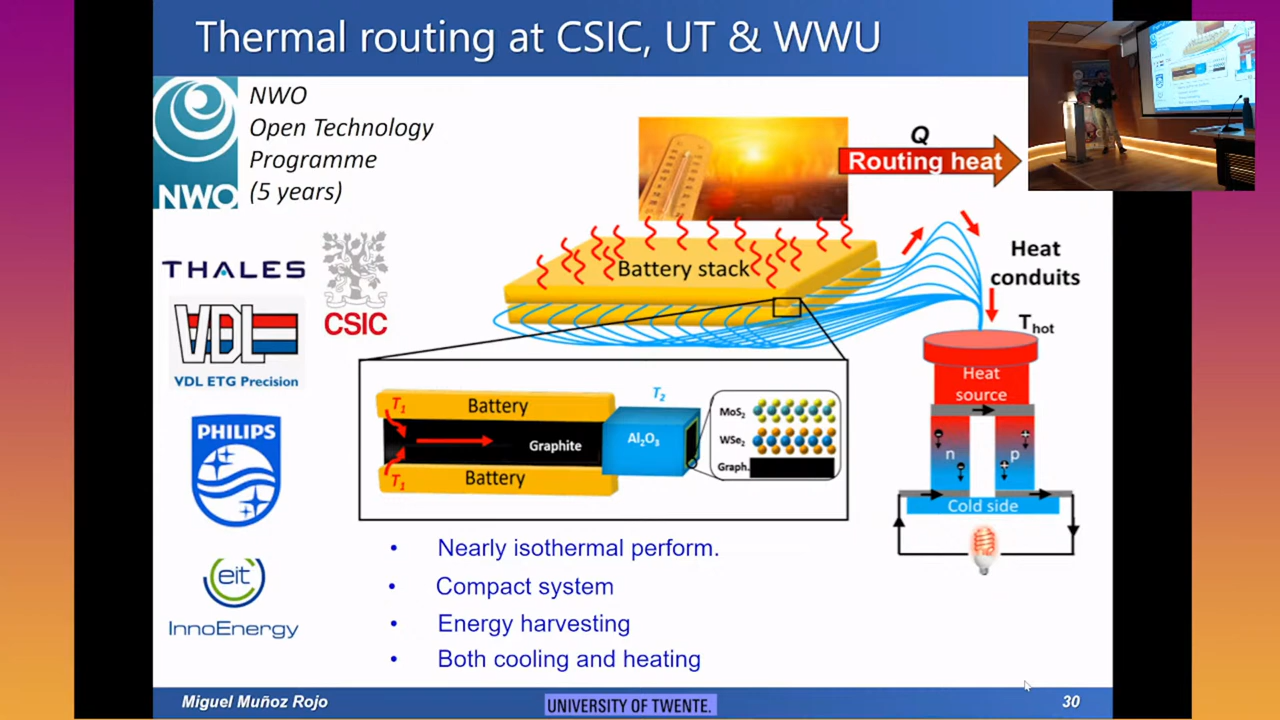 Thermal routing at CSIC, UT & WWU
NWO
NWO
Open Technology
Programme
(5 years)
THALES
CSIC
VDL
VDL ETG Precision
PHILIPS
eit
InnoEnergy
Q
Routing heat
Battery stack
Heat
conduits
T hot
Heat
source
n
p
Cold side
T₂
T₁
Battery
Graphite
Al₂O₃
T₁
Battery
MoS₂
WSe₂
Graph.
• Nearly isothermal perform.
• Compact system
• Energy harvesting
• Both cooling and heating
Miguel Muñoz Rojo
UNIVERSITY OF TWENTE.
30